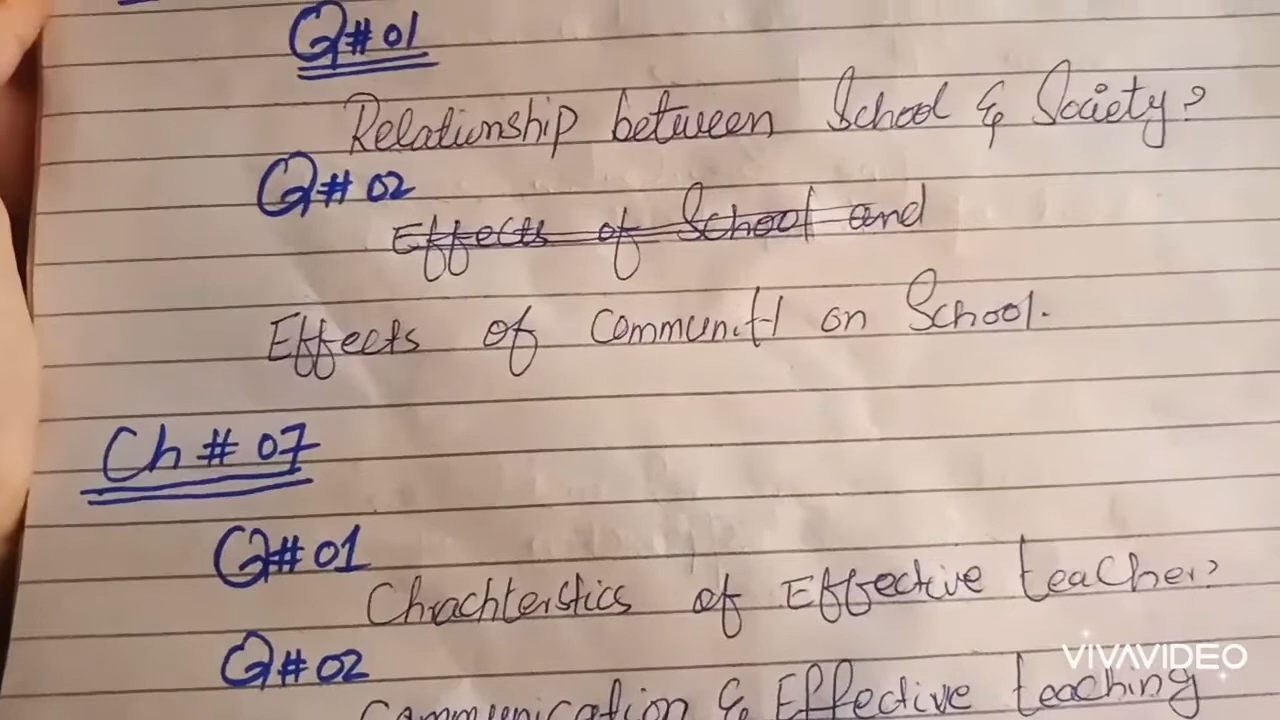 Q#01
Relationship between School & Society?
Q#02
Effects of School and
Effects of Community on School.
Ch#07
Q#01
Chrachterstics of Effective teacher?
Q#02
Communication & Effective teaching
VIVAVIDEO